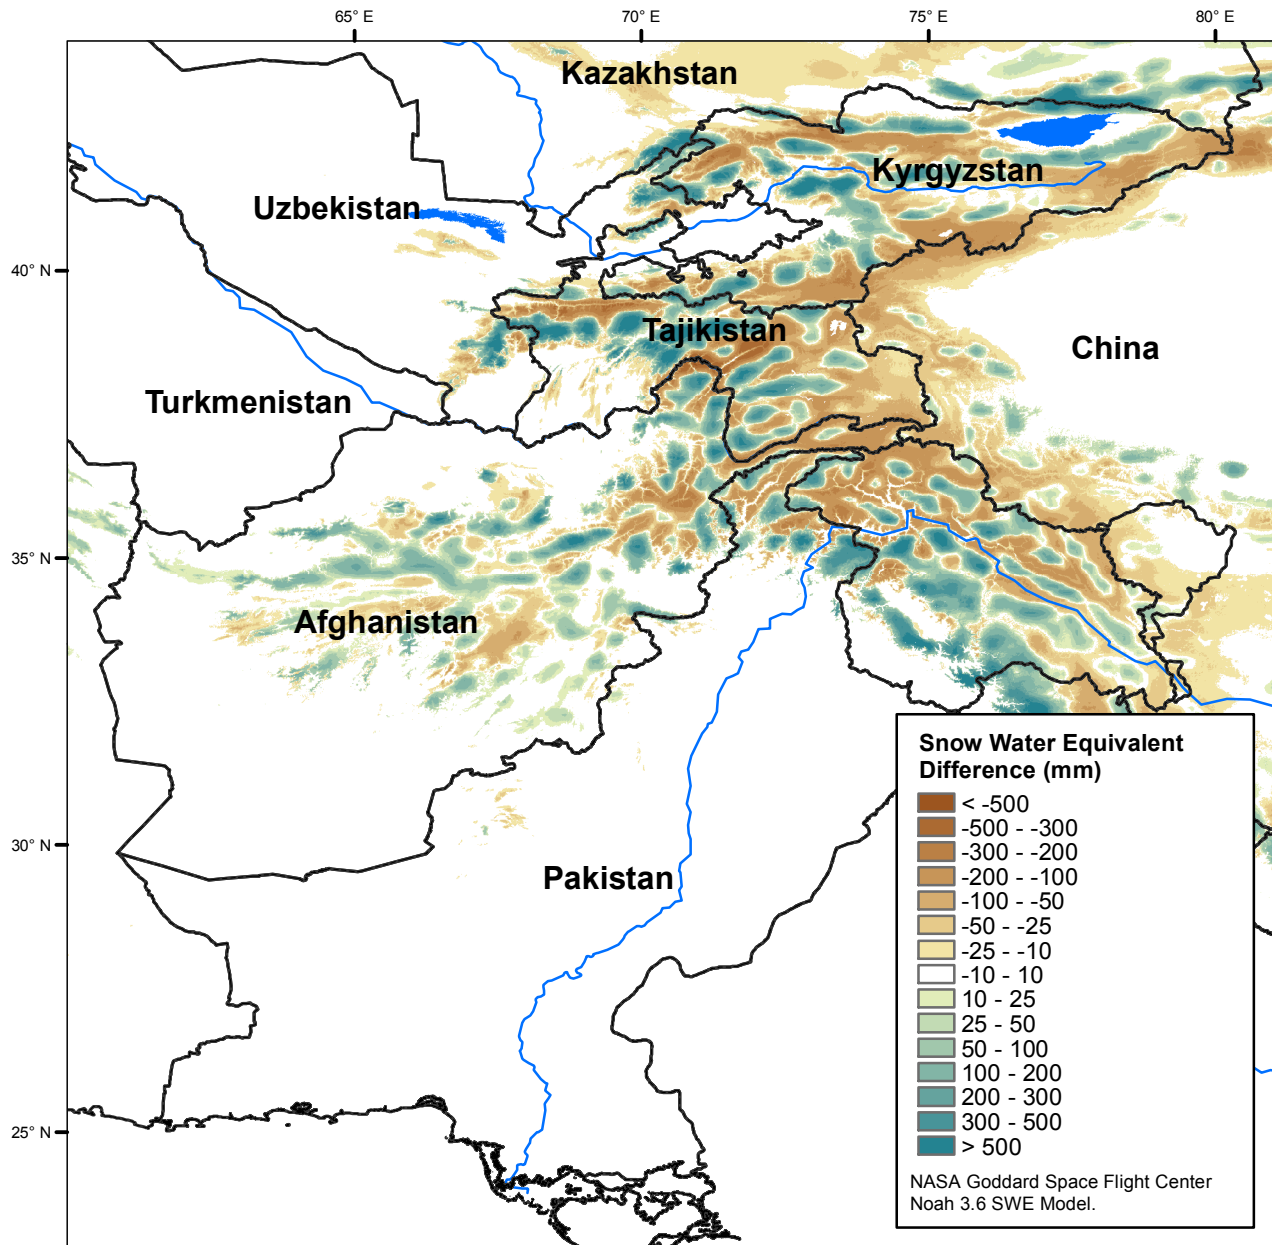 65° E
70° E
75° E
80° E
Kazakhstan
Kyrgyzstan
Uzbekistan
40° N
Tajikistan
China
Turkmenistan
35° N
Afghanistan
30° N
Pakistan
25° N
Snow Water Equivalent
Difference (mm)
< -500
-500 - -300
-300 - -200
-200 - -100
-100 - -50
-50 - -25
-25 - -10
-10 - 10
10 - 25
25 - 50
50 - 100
100 - 200
200 - 300
300 - 500
> 500
NASA Goddard Space Flight Center
Noah 3.6 SWE Model.